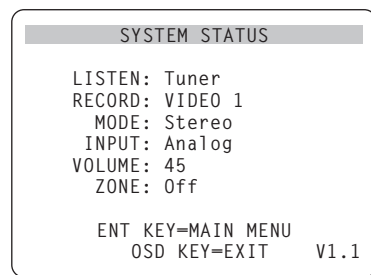 SYSTEM STATUS
LISTEN: Tuner
RECORD: VIDEO 1
MODE: Stereo
INPUT: Analog
VOLUME: 45
ZONE: Off
ENT KEY=MAIN MENU
OSD KEY=EXIT V1.1